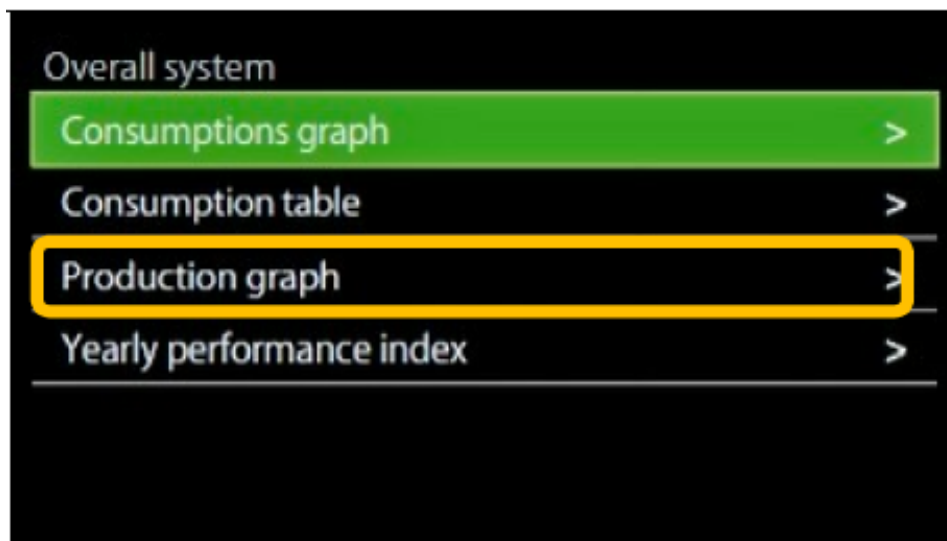 Overall system
Consumptions graph >
Consumption table >
Production graph >
Yearly performance index >